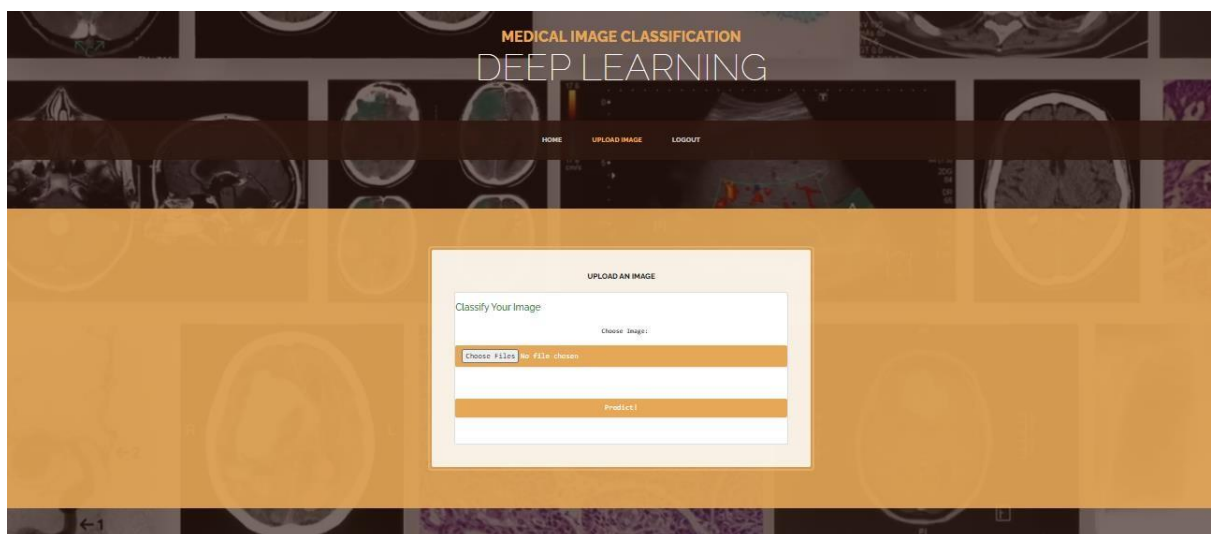 MEDICAL IMAGE CLASSIFICATION
DEEP LEARNING
HOME UPLOAD IMAGE LOGOUT
UPLOAD AN IMAGE
Classify Your Image
Choose Image:
Choose Files No file chosen
Predict!
←1